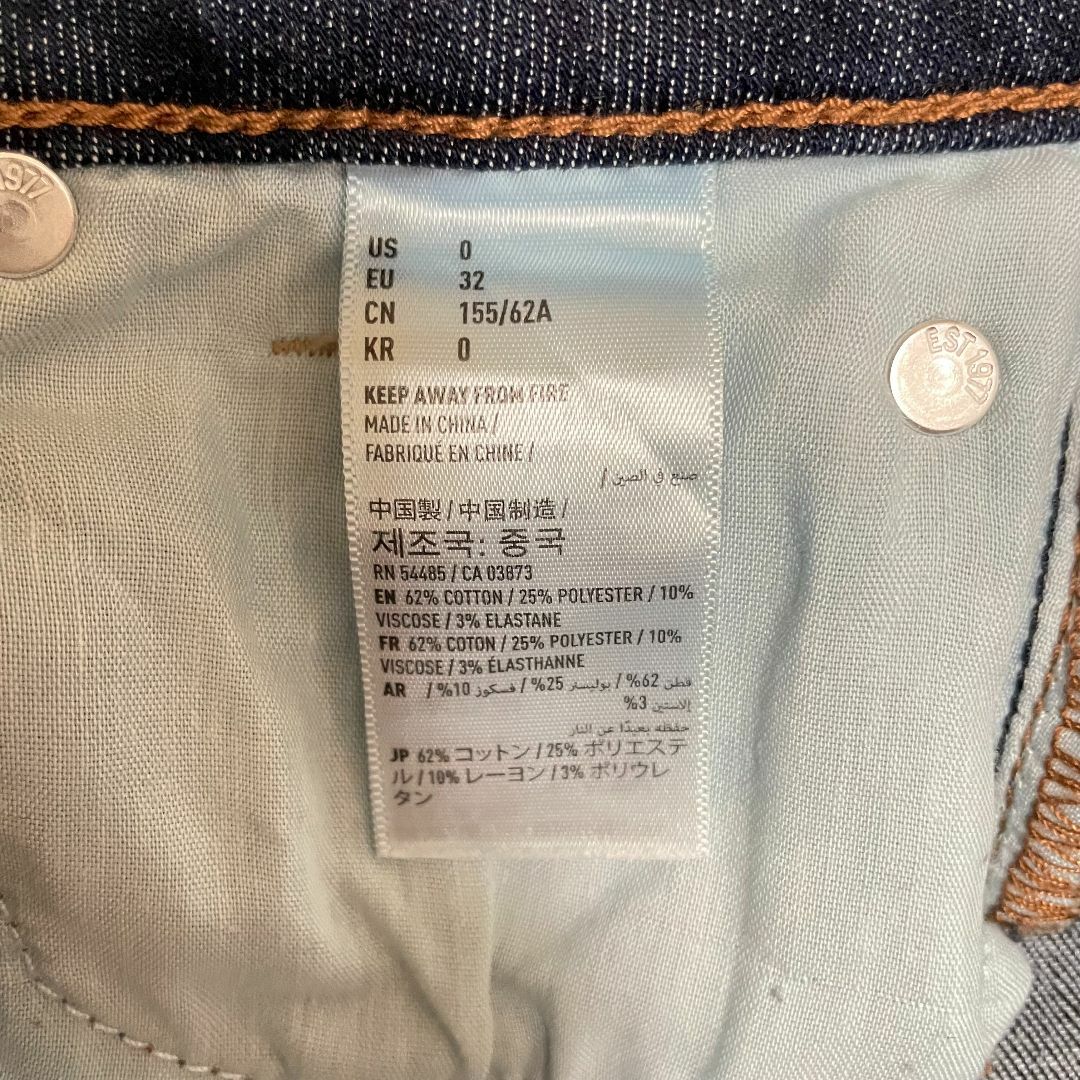 1977
US 0
EU 32
CN 155/62A
KR 0
EST 1977
KEEP AWAY FROM FIRE
MADE IN CHINA /
FABRIQUÉ EN CHINE /
صنع في الصين /
中国製 / 中国制造 /
제조국: 중국
RN 54485 / CA 03873
EN 62% COTTON / 25% POLYESTER / 10%
VISCOSE / 3% ELASTANE
FR 62% COTON / 25% POLYESTER / 10%
VISCOSE / 3% ÉLASTHANNE
AR قطن 62% / بوليستر 25% / فسكوز 10% /
إلاستين 3%
حفظه بعيدًا عن النار
JP 62% コットン / 25% ポリエステ
ル / 10% レーヨン / 3% ポリウレ
タン